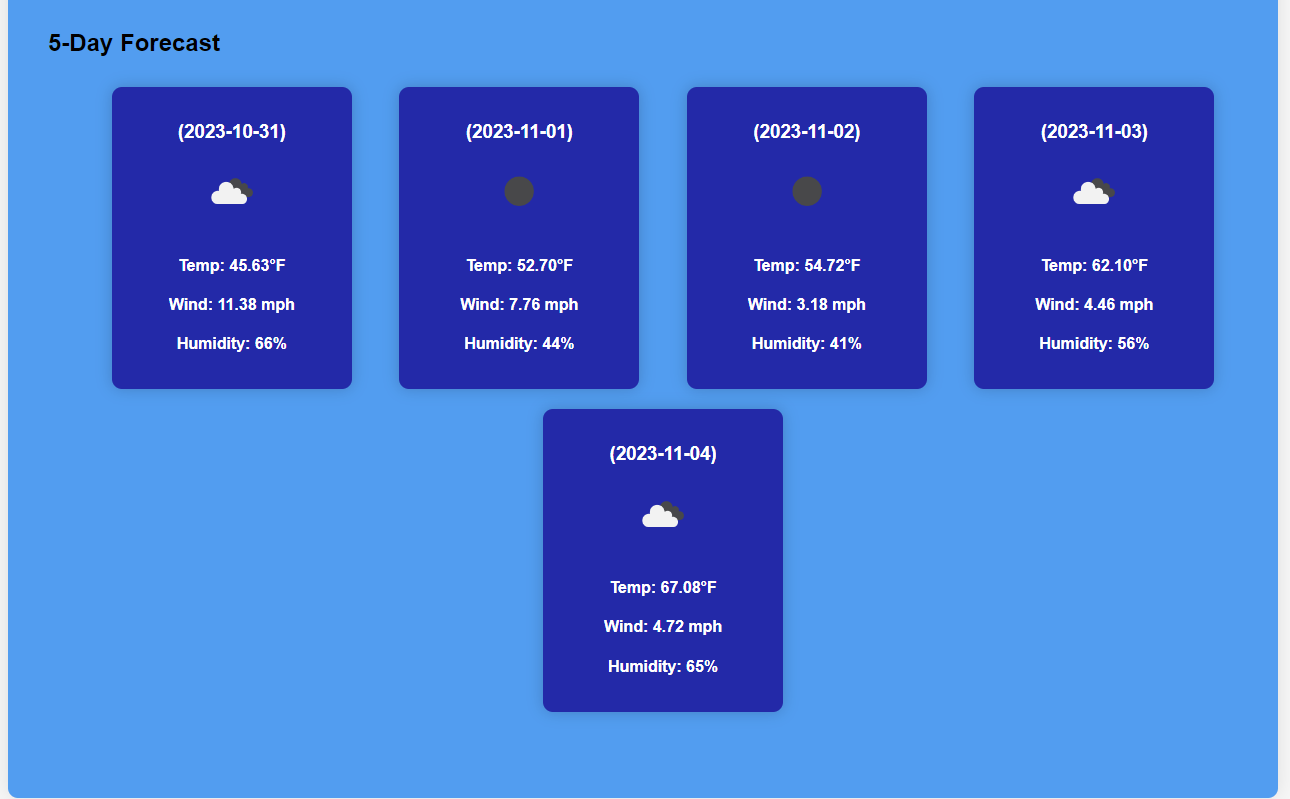 5-Day Forecast
(2023-10-31)
Temp: 45.63°F
Wind: 11.38 mph
Humidity: 66%
(2023-11-01)
Temp: 52.70°F
Wind: 7.76 mph
Humidity: 44%
(2023-11-02)
Temp: 54.72°F
Wind: 3.18 mph
Humidity: 41%
(2023-11-03)
Temp: 62.10°F
Wind: 4.46 mph
Humidity: 56%
(2023-11-04)
Temp: 67.08°F
Wind: 4.72 mph
Humidity: 65%